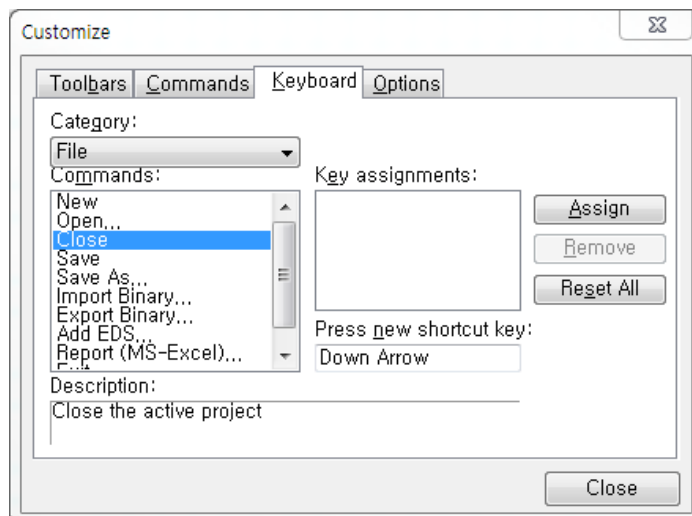 Customize
Toolbars Commands Keyboard Options
Category:
File
Commands:
Key assignments:
New
Open...
Close
Save
Save As...
Import Binary...
Export Binary...
Add EDS...
Report (MS-Excel)...
Exit
Assign
Remove
Reset All
Press new shortcut key:
Down Arrow
Description:
Close the active project
Close